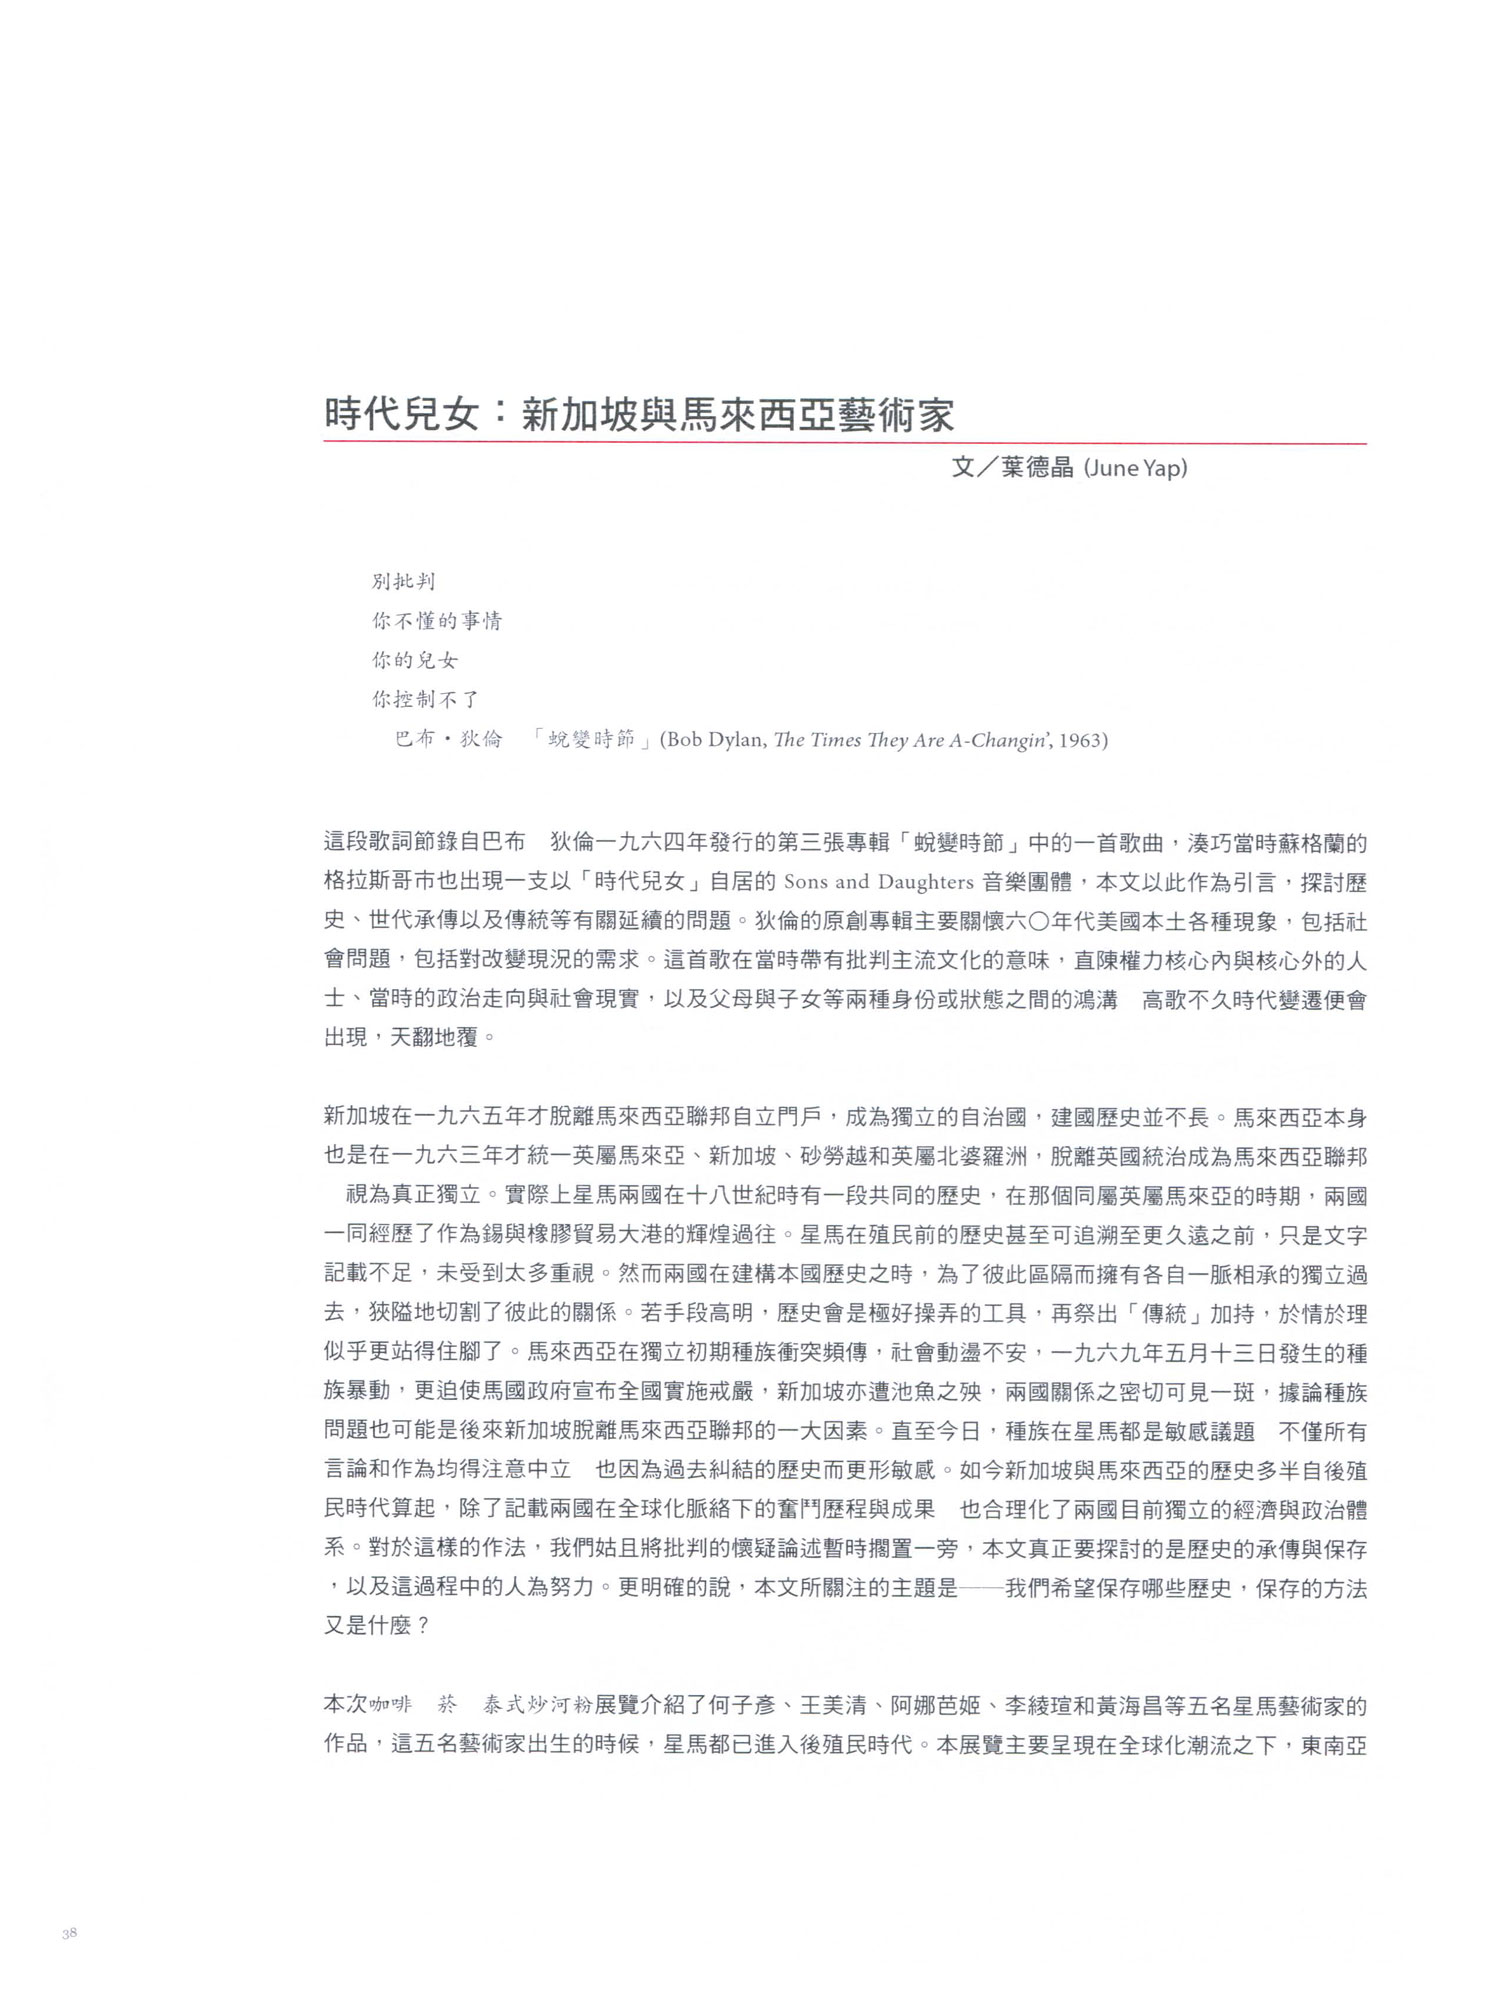 時代兒女：新加坡與馬來西亞藝術家
文／葉德晶 (June Yap)
別批判
你不懂的事情
你的兒女
你控制不了
巴布·狄倫　「蛻變時節」(Bob Dylan, The Times They Are A-Changin’, 1963)
這段歌詞節錄自巴布　狄倫一九六四年發行的第三張專輯「蛻變時節」中的一首歌曲，湊巧當時蘇格蘭的
格拉斯哥市也出現一支以「時代兒女」自居的 Sons and Daughters 音樂團體，本文以此作為引言，探討歷
史、世代承傳以及傳統等有關延續的問題。狄倫的原創專輯主要關懷六〇年代美國本土各種現象，包括社
會問題，包括對改變現況的需求。這首歌在當時帶有批判主流文化的意味，直陳權力核心內與核心外的人
士、當時的政治走向與社會現實，以及父母與子女等兩種身份或狀態之間的鴻溝　高歌不久時代變遷便會
出現，天翻地覆。
新加坡在一九六五年才脫離馬來西亞聯邦自立門戶，成為獨立的自治國，建國歷史並不長。馬來西亞本身
也是在一九六三年才統一英屬馬來亞、新加坡、砂勞越和英屬北婆羅洲，脫離英國統治成為馬來西亞聯邦
　視為真正獨立。實際上星馬兩國在十八世紀時有一段共同的歷史，在那個同屬英屬馬來亞的時期，兩國
一同經歷了作為錫與橡膠貿易大港的輝煌過往。星馬在殖民前的歷史甚至可追溯至更久遠之前，只是文字
記載不足，未受到太多重視。然而兩國在建構本國歷史之時，為了彼此區隔而擁有各自一脈相承的獨立過
去，狹隘地切割了彼此的關係。若手段高明，歷史會是極好操弄的工具，再祭出「傳統」加持，於情於理
似乎更站得住腳了。馬來西亞在獨立初期種族衝突頻傳，社會動盪不安，一九六九年五月十三日發生的種
族暴動，更迫使馬國政府宣布全國實施戒嚴，新加坡亦遭池魚之殃，兩國關係之密切可見一斑，據論種族
問題也可能是後來新加坡脫離馬來西亞聯邦的一大因素。直至今日，種族在星馬都是敏感議題　不僅所有
言論和作為均得注意中立　也因為過去糾結的歷史而更形敏感。如今新加坡與馬來西亞的歷史多半自後殖
民時代算起，除了記載兩國在全球化脈絡下的奮鬥歷程與成果　也合理化了兩國目前獨立的經濟與政治體
系。對於這樣的作法，我們姑且將批判的懷疑論述暫時擱置一旁，本文真正要探討的是歷史的承傳與保存
，以及這過程中的人為努力。更明確的說，本文所關注的主題是——我們希望保存哪些歷史，保存的方法
又是什麼？
本次咖啡　菸　泰式炒河粉展覽介紹了何子彥、王美清、阿娜芭姬、李綾瑄和黃海昌等五名星馬藝術家的
作品，這五名藝術家出生的時候，星馬都已進入後殖民時代。本展覽主要呈現在全球化潮流之下，東南亞
38